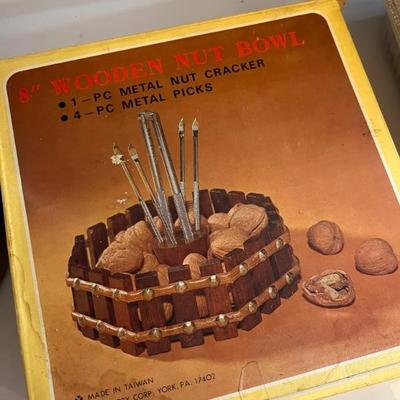 8" WOODEN NUT BOWL
● 1-PC METAL NUT CRACKER
● 4-PC METAL PICKS
MADE IN TAIWAN
CORP. YORK, PA. 17402